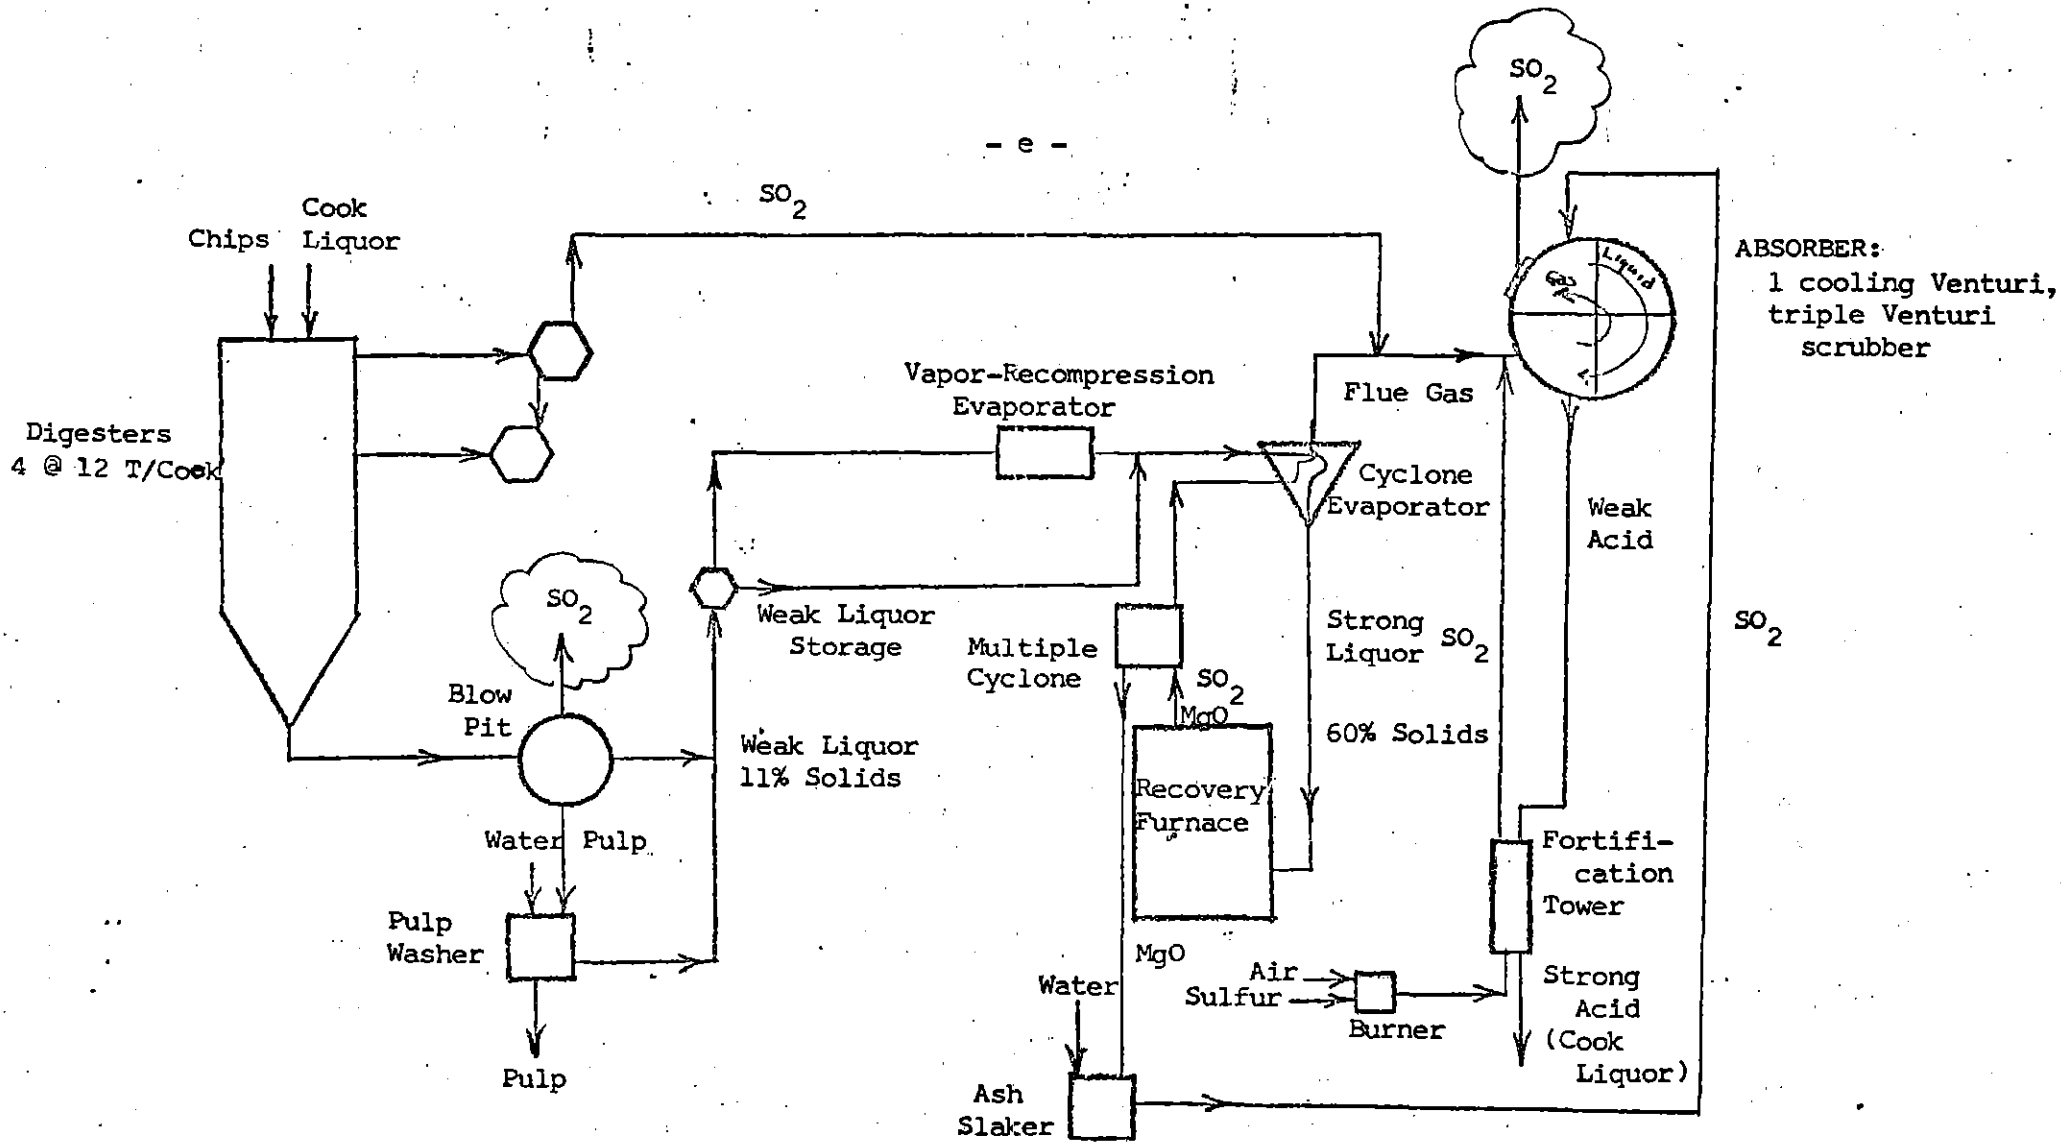 - e -
SO2
SO2
Cook
Chips Liquor
ABSORBER:
1 cooling Venturi,
triple Venturi
scrubber
Liquid
Gas
Vapor-Recompression
Evaporator
Flue Gas
Digesters
4 @ 12 T/Cook
Cyclone
Evaporator
Weak
Acid
SO2
Weak Liquor
Storage
Multiple
Cyclone
Strong
Liquor
SO2
SO2
SO2
MgO
Blow
Pit
60% Solids
Weak Liquor
11% Solids
Recovery
Furnace
Water Pulp
Fortifi-
cation
Tower
Pulp
Washer
MgO
Air
Sulfur
Burner
Water
Strong
Acid
(Cook
Liquor)
Pulp
Ash
Slaker